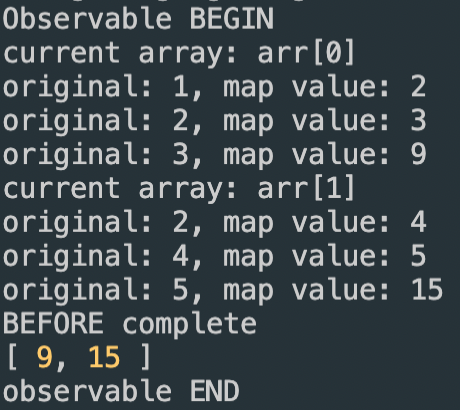 Observable BEGIN
current array: arr[0]
original: 1, map value: 2
original: 2, map value: 3
original: 3, map value: 9
current array: arr[1]
original: 2, map value: 4
original: 4, map value: 5
original: 5, map value: 15
BEFORE complete
[ 9, 15 ]
observable END